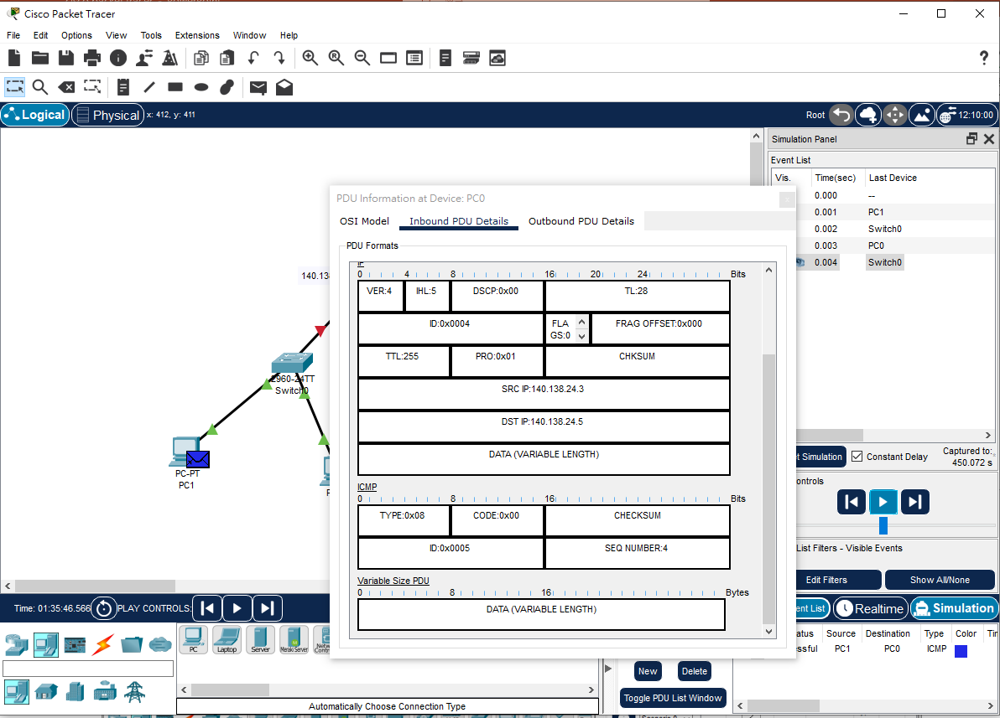 Cisco Packet Tracer
File Edit Options View Tools Extensions Window Help
Logical Physical x: 412, y: 411 Root 12:10:00
Simulation Panel
Event List
Vis. Time(sec) Last Device
0.000 --
0.001 PC1
0.002 Switch0
0.003 PC0
0.004 Switch0
140.138
2960-24TT
Switch0
PC-PT
PC1
PDU Information at Device: PC0
OSI Model Inbound PDU Details Outbound PDU Details
PDU Formats
IP
0 4 8 16 20 24 Bits
VER:4 IHL:5 DSCP:0x00 TL:28
ID:0x0004 FLA
GS:0 FRAG OFFSET:0x000
TTL:255 PRO:0x01 CHKSUM
SRC IP:140.138.24.3
DST IP:140.138.24.5
DATA (VARIABLE LENGTH)
ICMP
0 8 16 Bits
TYPE:0x08 CODE:0x00 CHECKSUM
ID:0x0005 SEQ NUMBER:4
Variable Size PDU
0 8 16 Bytes
DATA (VARIABLE LENGTH)
t Simulation Constant Delay Captured to:
450.072 s
ontrols
List Filters - Visible Events
Edit Filters Show All/None
Time: 01:35:46.566 PLAY CONTROLS: ent List Realtime Simulation
PC Laptop Server Meraki Server
atus Source Destination Type Color
ssful PC1 PC0 ICMP
New Delete
Toggle PDU List Window
Automatically Choose Connection Type